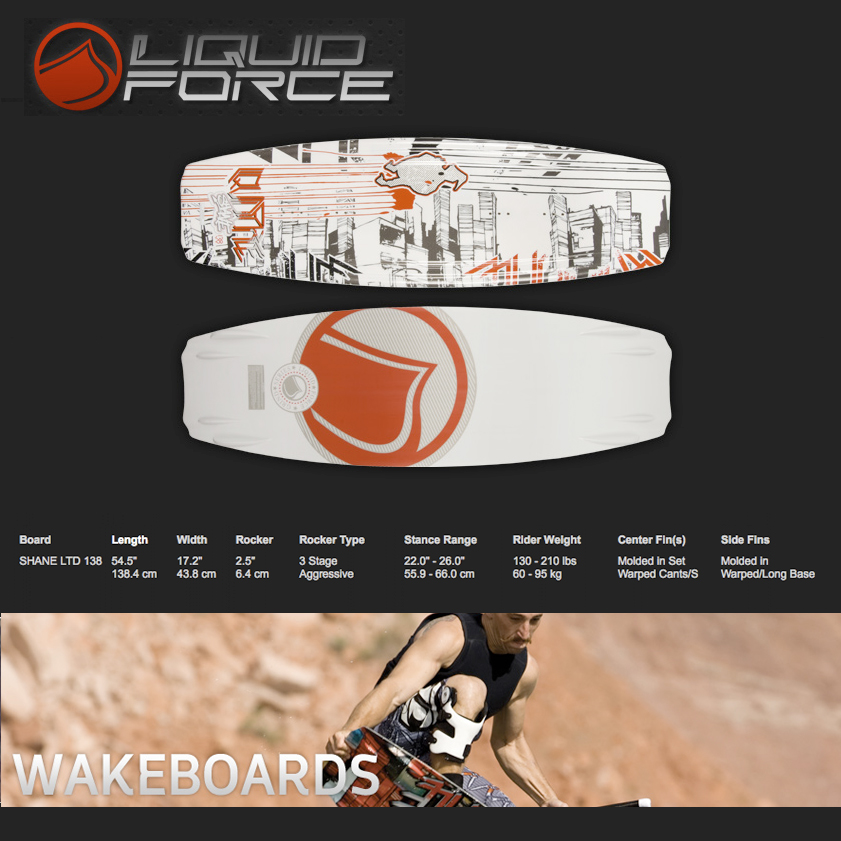 LIQUID
FORCE
Board Length Width Rocker Rocker Type Stance Range Rider Weight Center Fin(s) Side Fins
SHANE LTD 138 54.5" 17.2" 2.5" 3 Stage 22.0" - 26.0" 130 - 210 lbs Molded in Set Molded in
138.4 cm 43.8 cm 6.4 cm Aggressive 55.9 - 66.0 cm 60 - 95 kg Warped Cants/S Warped/Long Base
WAKEBOARDS